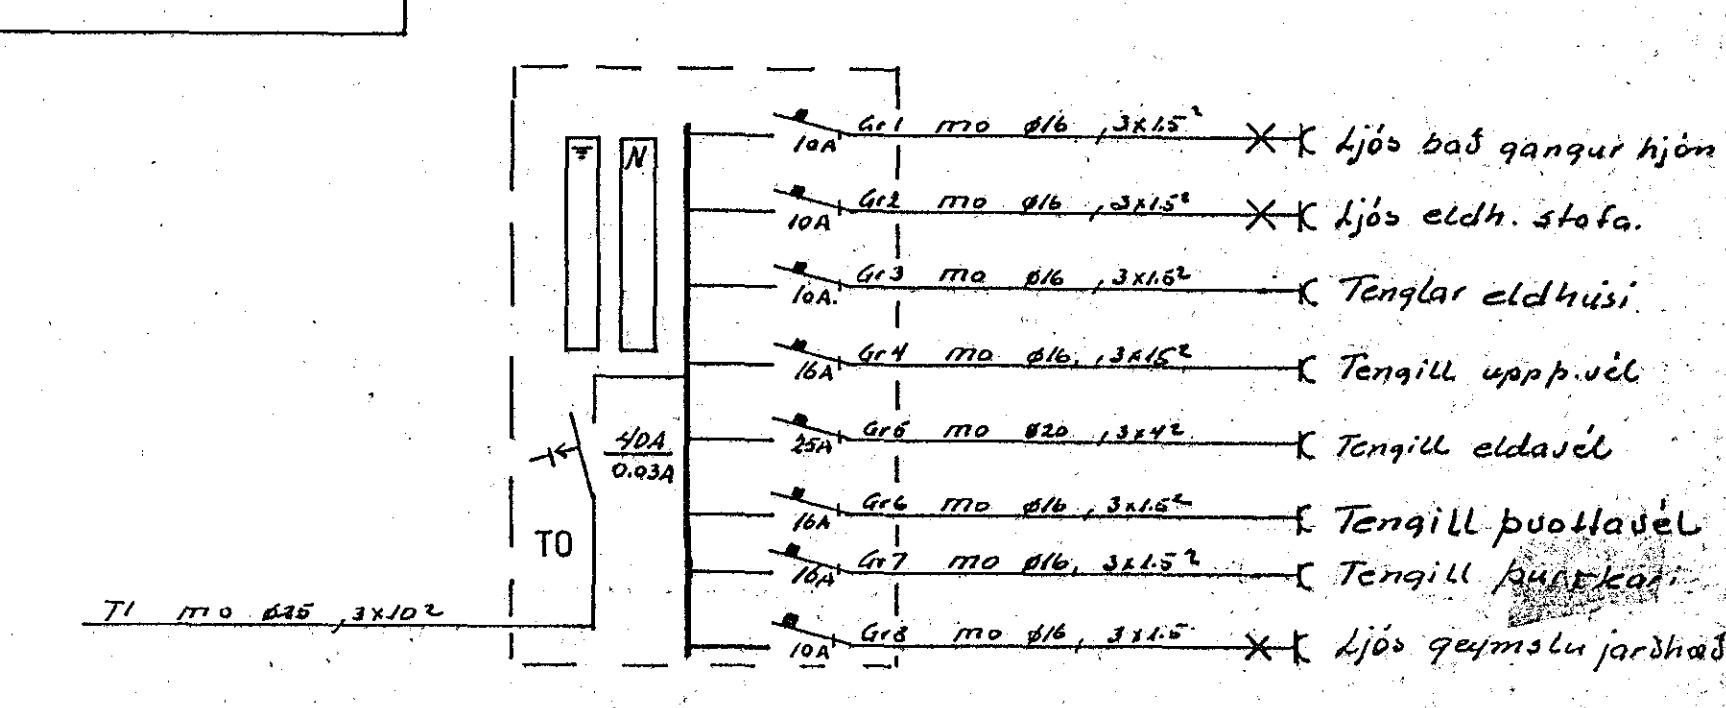 N
10A Gr1 mo ø16 , 3x1.5² Ljós bað gangur hjón
10A Gr2 mo ø16 , 3x1.5² Ljós eldh. stofa.
10A. Gr3 mo ø16 , 3x1.5² Tenglar eldhúsi.
16A Gr4 mo ø16, , 3x1.5² Tengill uppþ.vél
25A Gr5 mo ø20 , 3x4² Tengill eldavél
40A
0.03A
16A Gr6 mo ø16 , 3x1.5² Tengill þvottavél
TO
16A Gr7 mo ø16, 3x1.5² Tengill þurrkari
T1 mo ø25 , 3x10²
10A Gr8 mo ø16, 3x1.5 Ljós geymslu jarðhæð